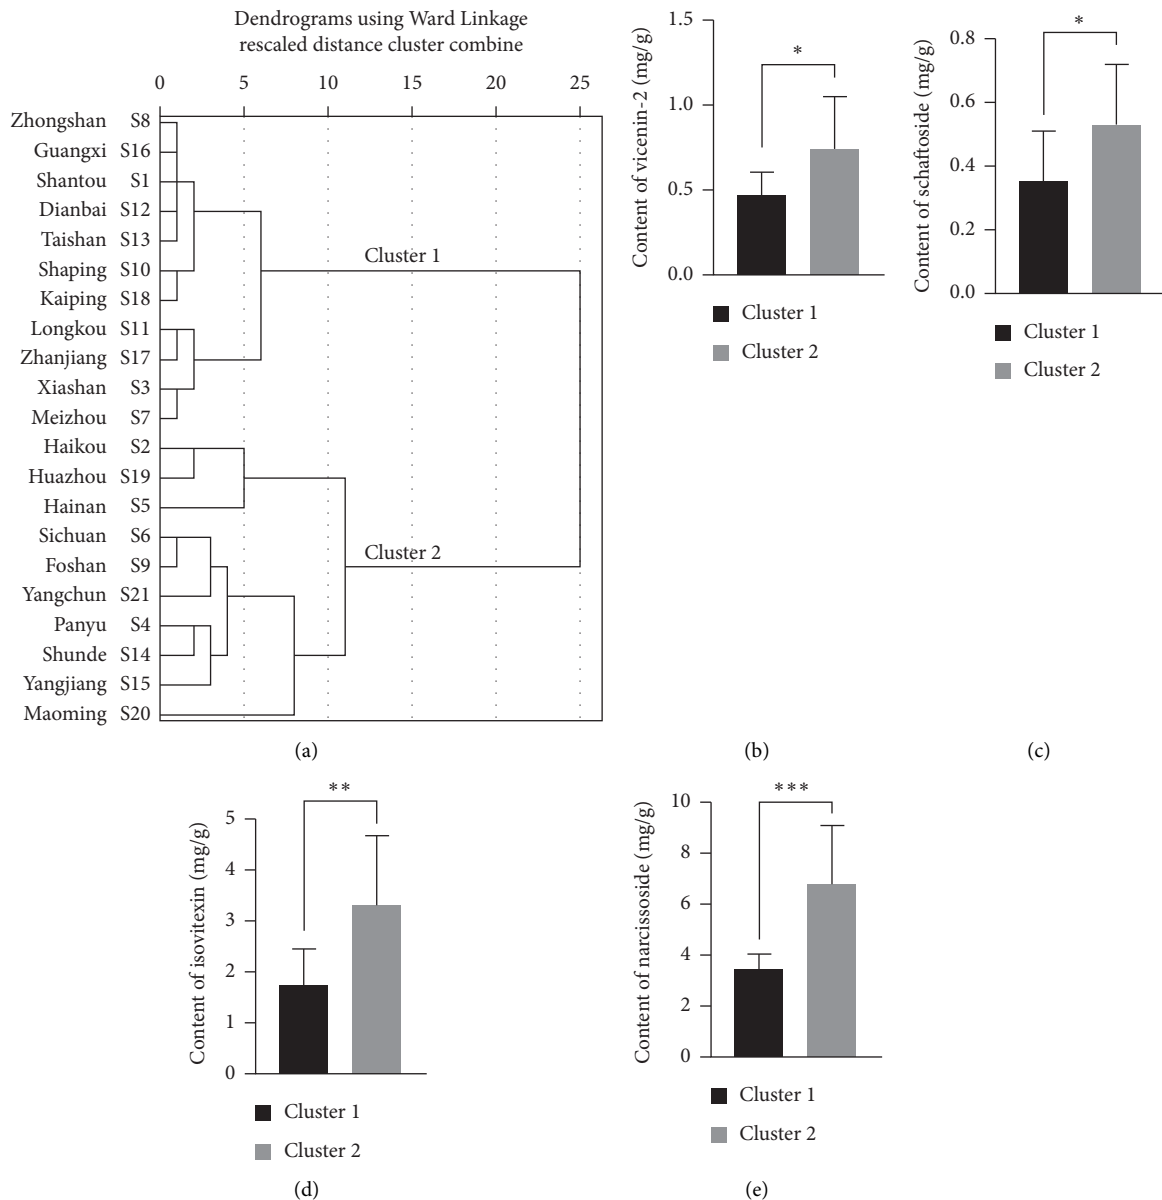 Dendrograms using Ward Linkage
rescaled distance cluster combine
0 5 10 15 20 25
Zhongshan S8
Guangxi S16
Shantou S1
Dianbai S12
Taishan S13
Shaping S10
Kaiping S18
Longkou S11
Zhanjiang S17
Xiashan S3
Meizhou S7
Haikou S2
Huazhou S19
Hainan S5
Sichuan S6
Foshan S9
Yangchun S21
Panyu S4
Shunde S14
Yangjiang S15
Maoming S20
Cluster 1
Cluster 2
(a)
Content of vicenin-2 (mg/g)
1.5
1.0
0.5
0.0
*
Cluster 1
Cluster 2
(b)
Content of schaftoside (mg/g)
0.8
0.6
0.4
0.2
0.0
*
Cluster 1
Cluster 2
(c)
Content of isovitexin (mg/g)
5
4
3
2
1
0
**
Cluster 1
Cluster 2
(d)
Content of narcissoside (mg/g)
10
8
6
4
2
0
***
Cluster 1
Cluster 2
(e)